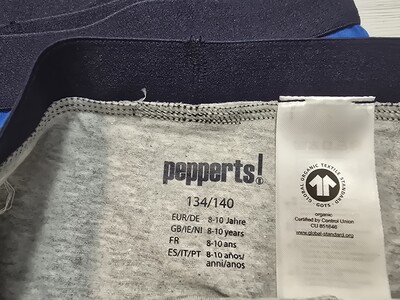 pepperts!®
134/140
EUR/DE 8-10 Jahre
GB/IE/NI 8-10 years
FR 8-10 ans
ES/IT/PT 8-10 años/
anni/anos
GLOBAL ORGANIC TEXTILE STANDARD
GOTS
organic
Certified by Control Union
CU 851648
www.global-standard.org